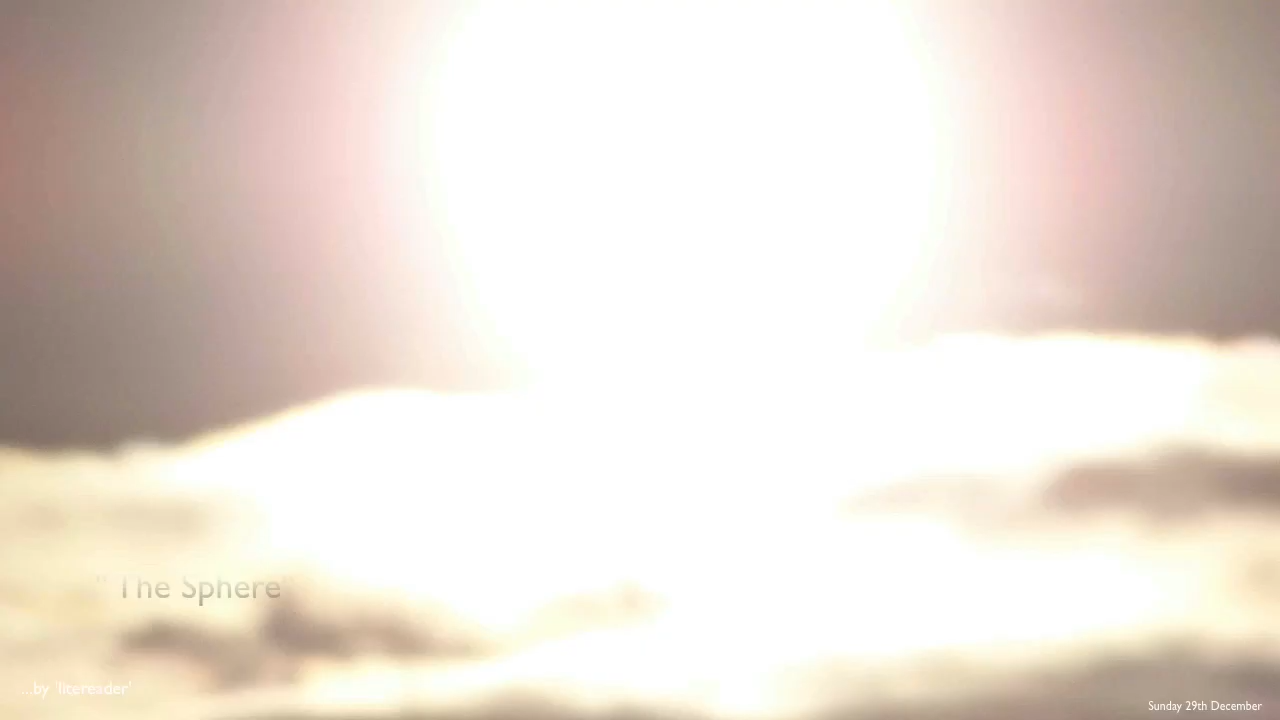 " The Sphere"
...by 'litereader'
Sunday 29th December